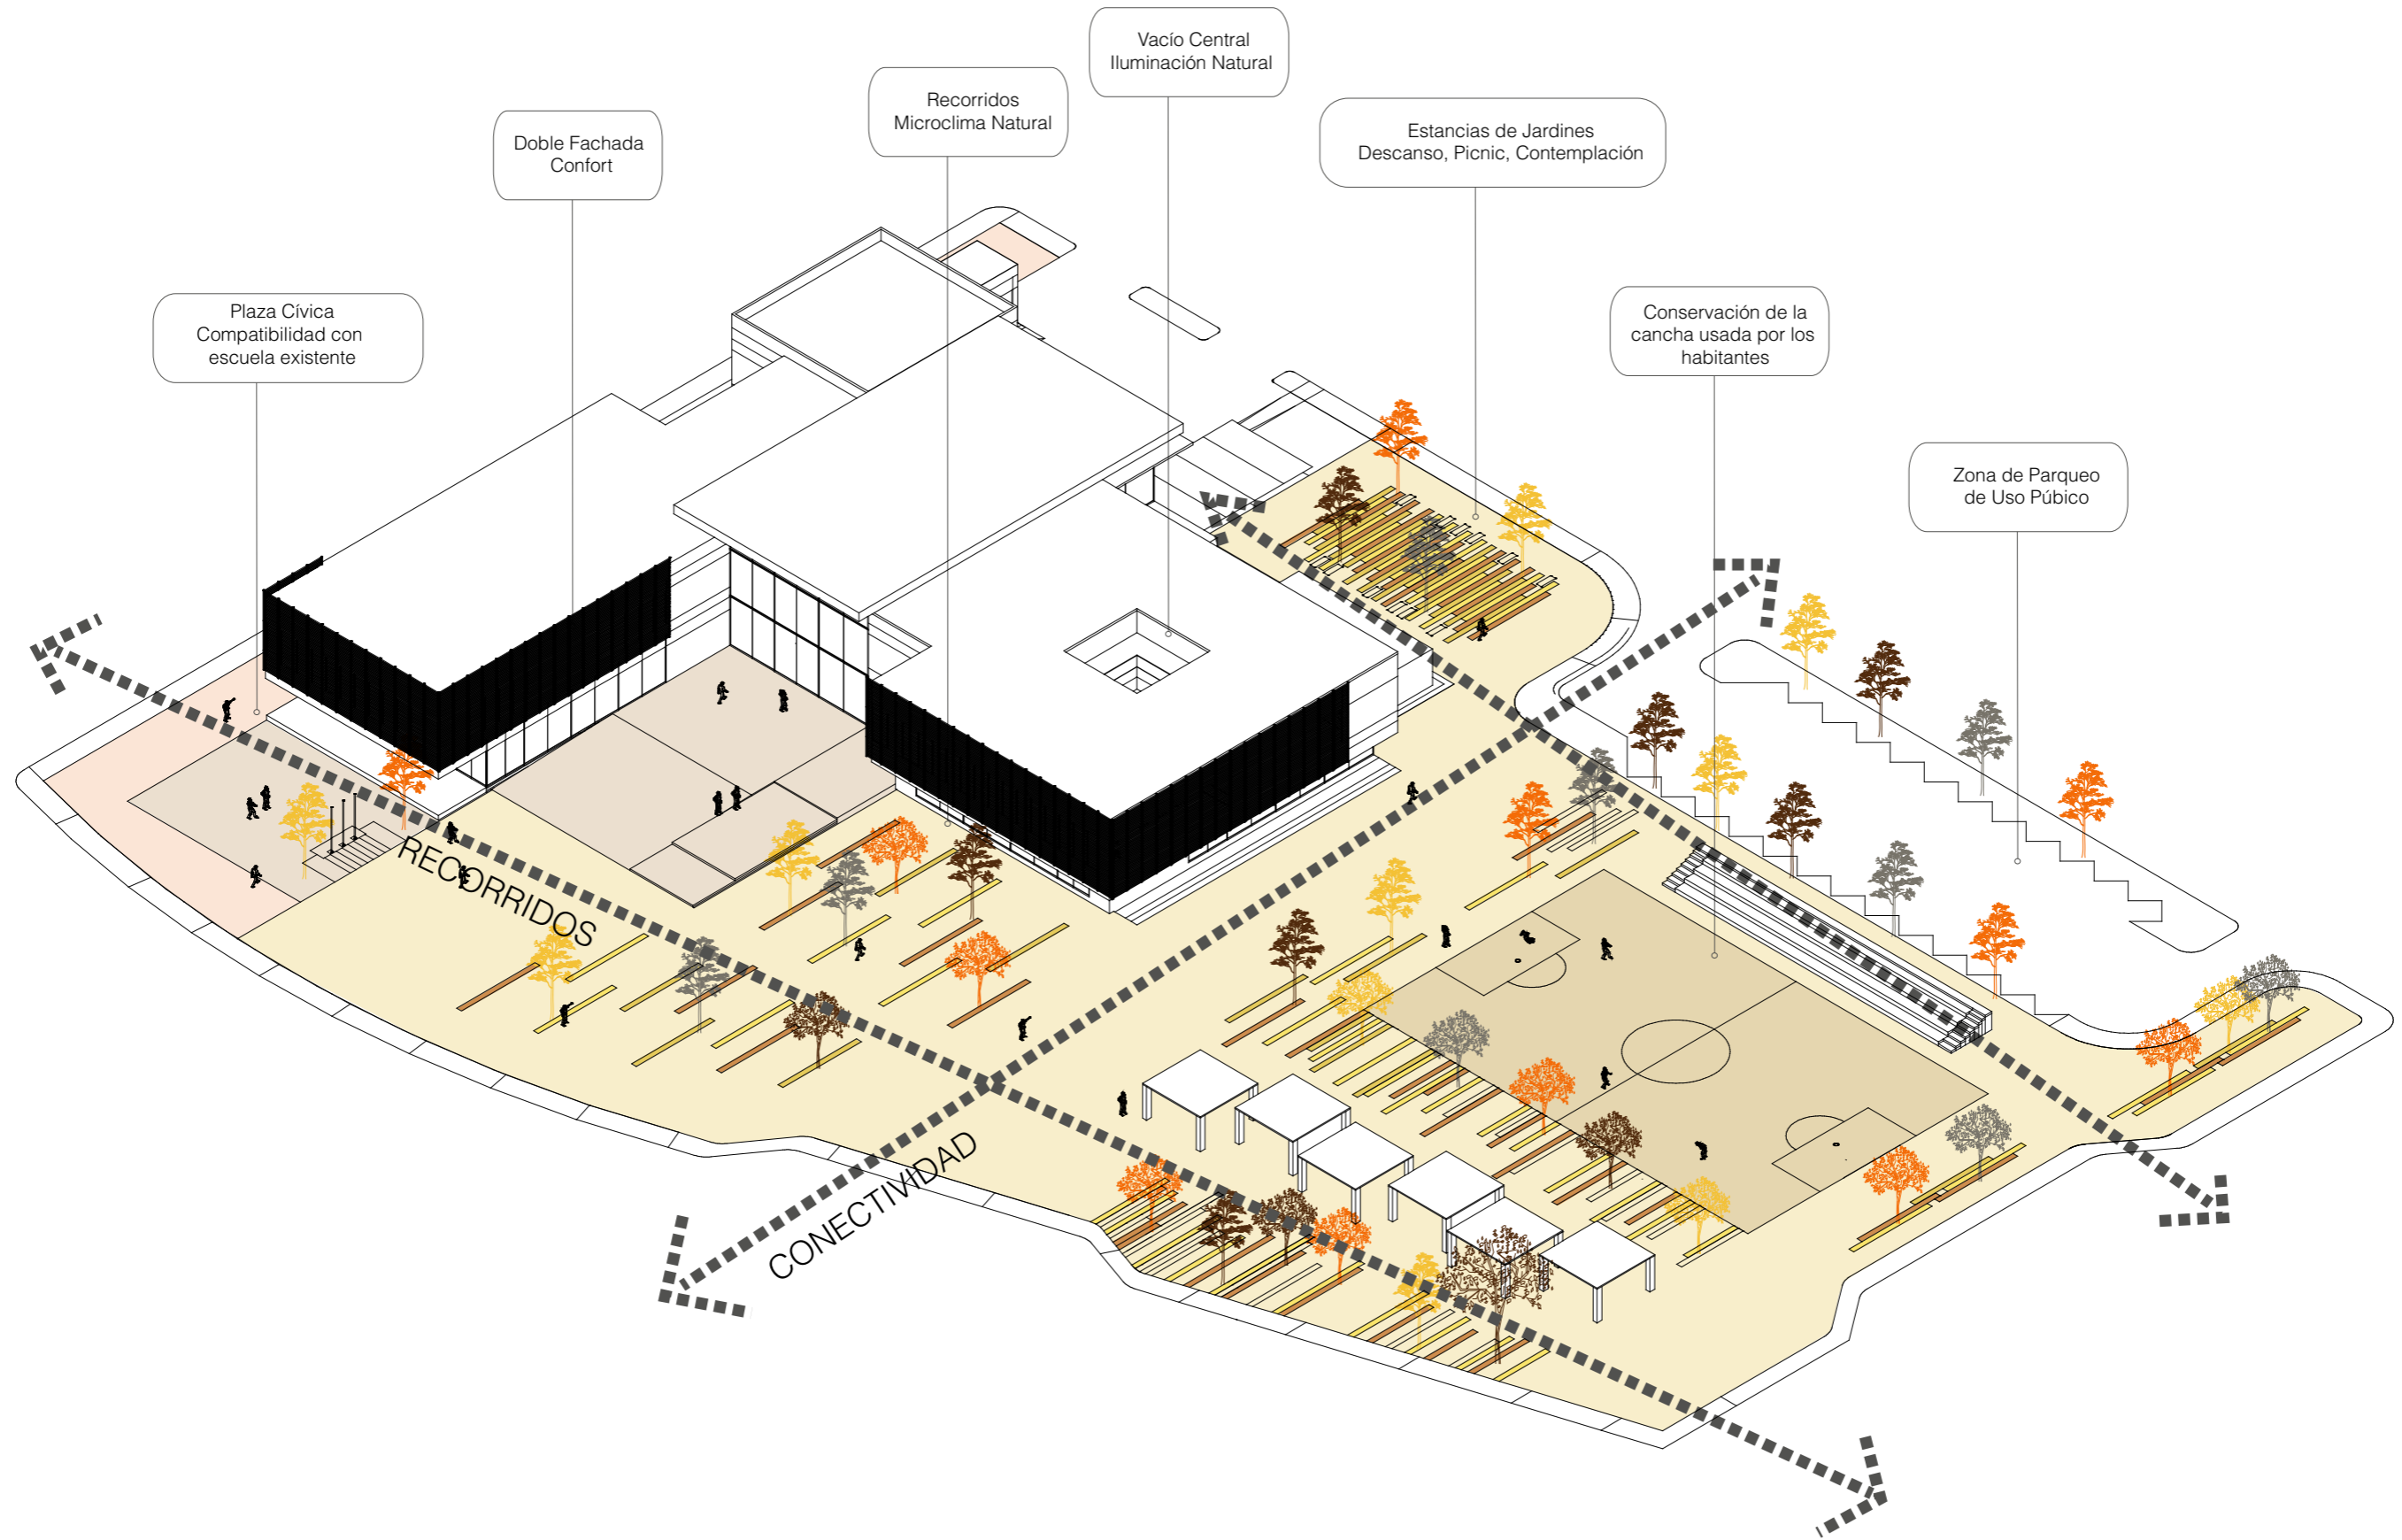 Vacío Central
Iluminación Natural
Recorridos
Microclima Natural
Estancias de Jardines
Descanso, Picnic, Contemplación
Doble Fachada
Confort
Plaza Cívica
Compatibilidad con
escuela existente
Conservación de la
cancha usada por los
habitantes
Zona de Parqueo
de Uso Púbico
RECORRIDOS
CONECTIVIDAD